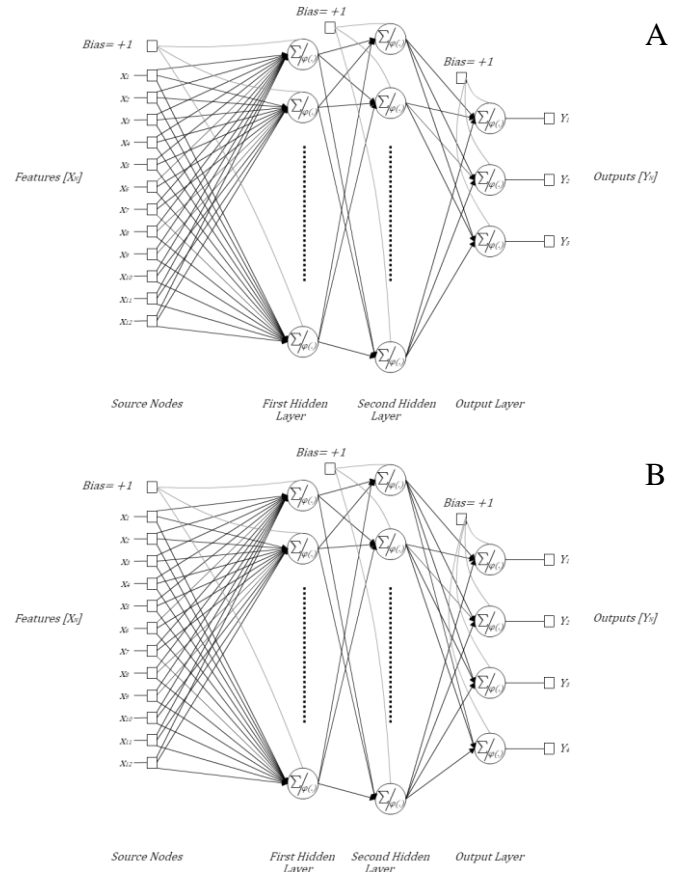 A
Bias= +1
Bias= +1
Bias= +1
X₁
X₂
X₃
X₄
X₅
X₆
X₇
X₈
X₉
X₁₀
X₁₁
X₁₂
Features [Xₙ]
∑/φ(.)
∑/φ(.)
∑/φ(.)
∑/φ(.)
∑/φ(.)
∑/φ(.)
∑/φ(.)
∑/φ(.)
∑/φ(.)
Y₁
Y₂
Y₃
Outputs [Yₙ]
Source Nodes
First Hidden
Layer
Second Hidden
Layer
Output Layer
B
Bias= +1
Bias= +1
Bias= +1
X₁
X₂
X₃
X₄
X₅
X₆
X₇
X₈
X₉
X₁₀
X₁₁
X₁₂
Features [Xₙ]
∑/φ(.)
∑/φ(.)
∑/φ(.)
∑/φ(.)
∑/φ(.)
∑/φ(.)
∑/φ(.)
∑/φ(.)
∑/φ(.)
∑/φ(.)
Y₁
Y₂
Y₃
Y₄
Outputs [Yₙ]
Source Nodes
First Hidden
Layer
Second Hidden
Layer
Output Layer